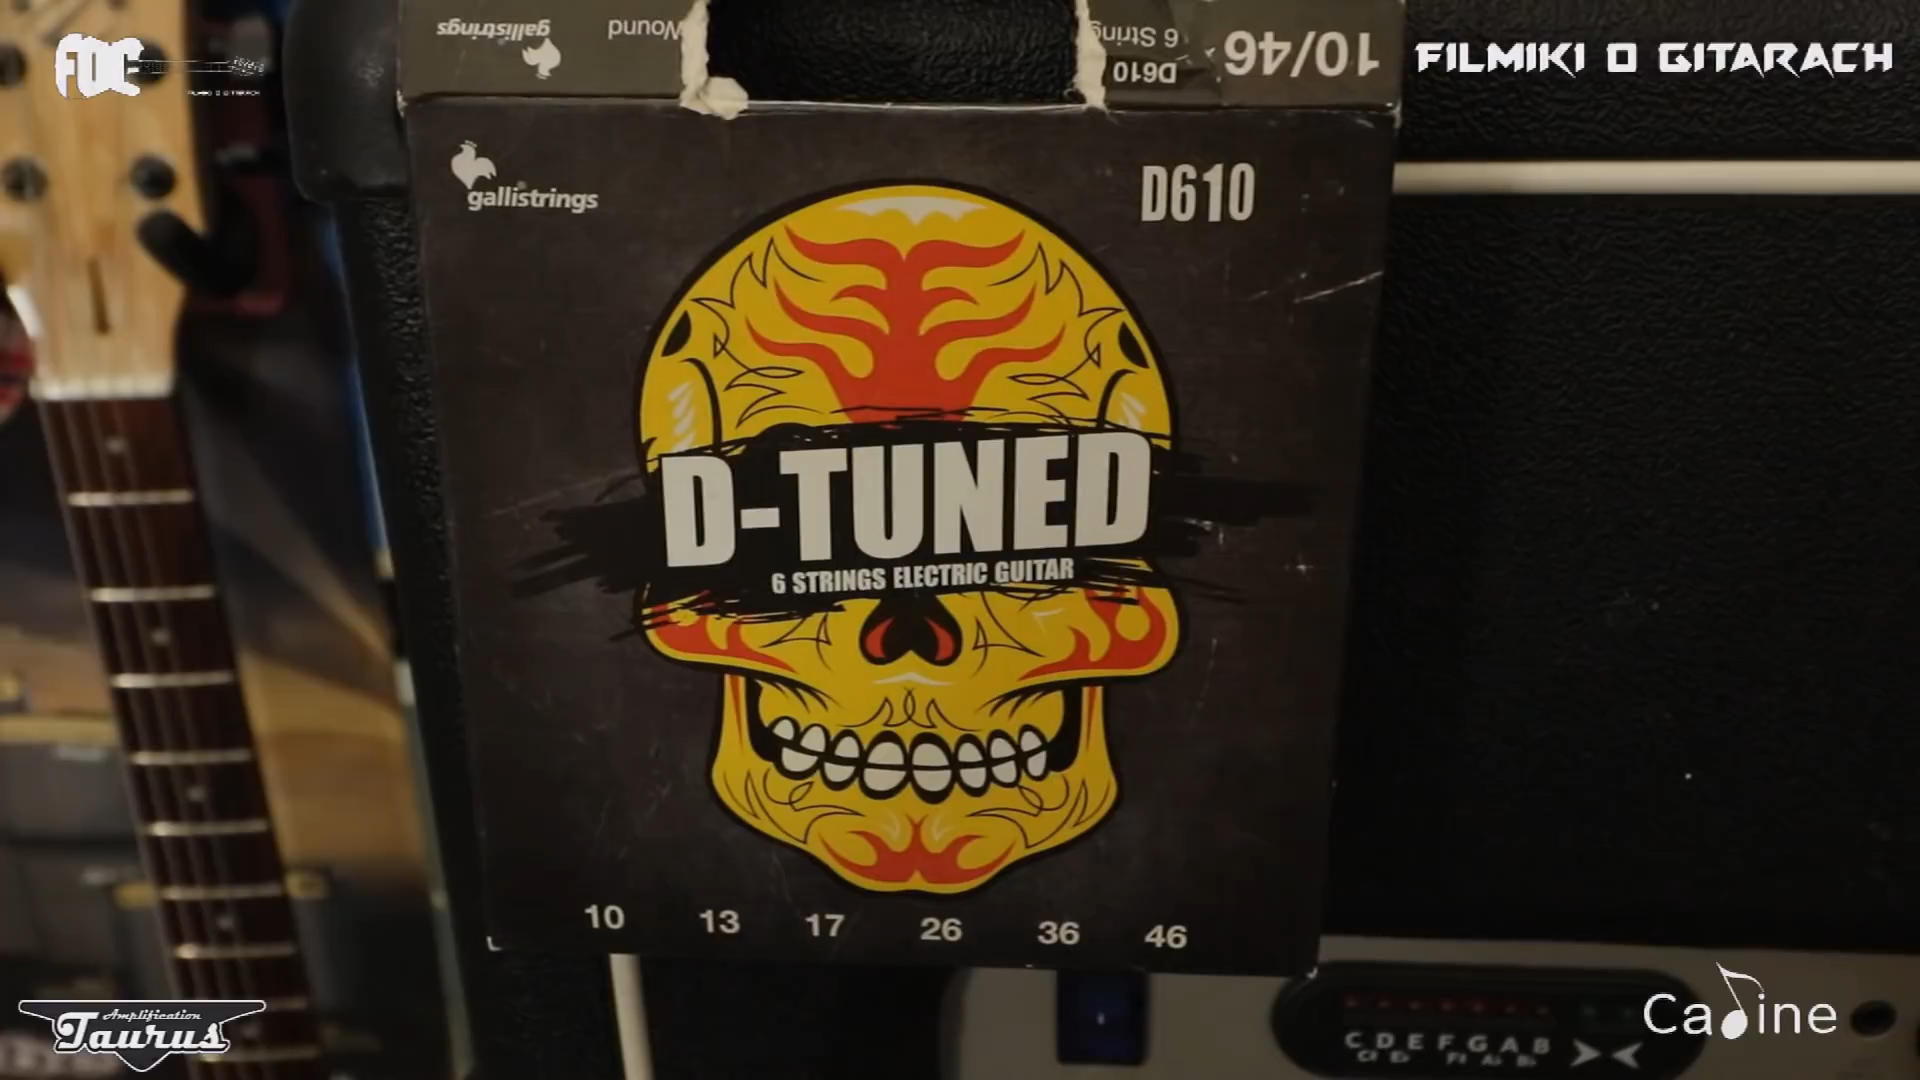 FOG
FILMIKI O GITARACH
gallistrings
Wound
6 String
D610
10/46
gallistrings
D610
D-TUNED
6 STRINGS ELECTRIC GUITAR
10 13 17 26 36 46
Amplification
Taurus
Caline
C D E F G A B